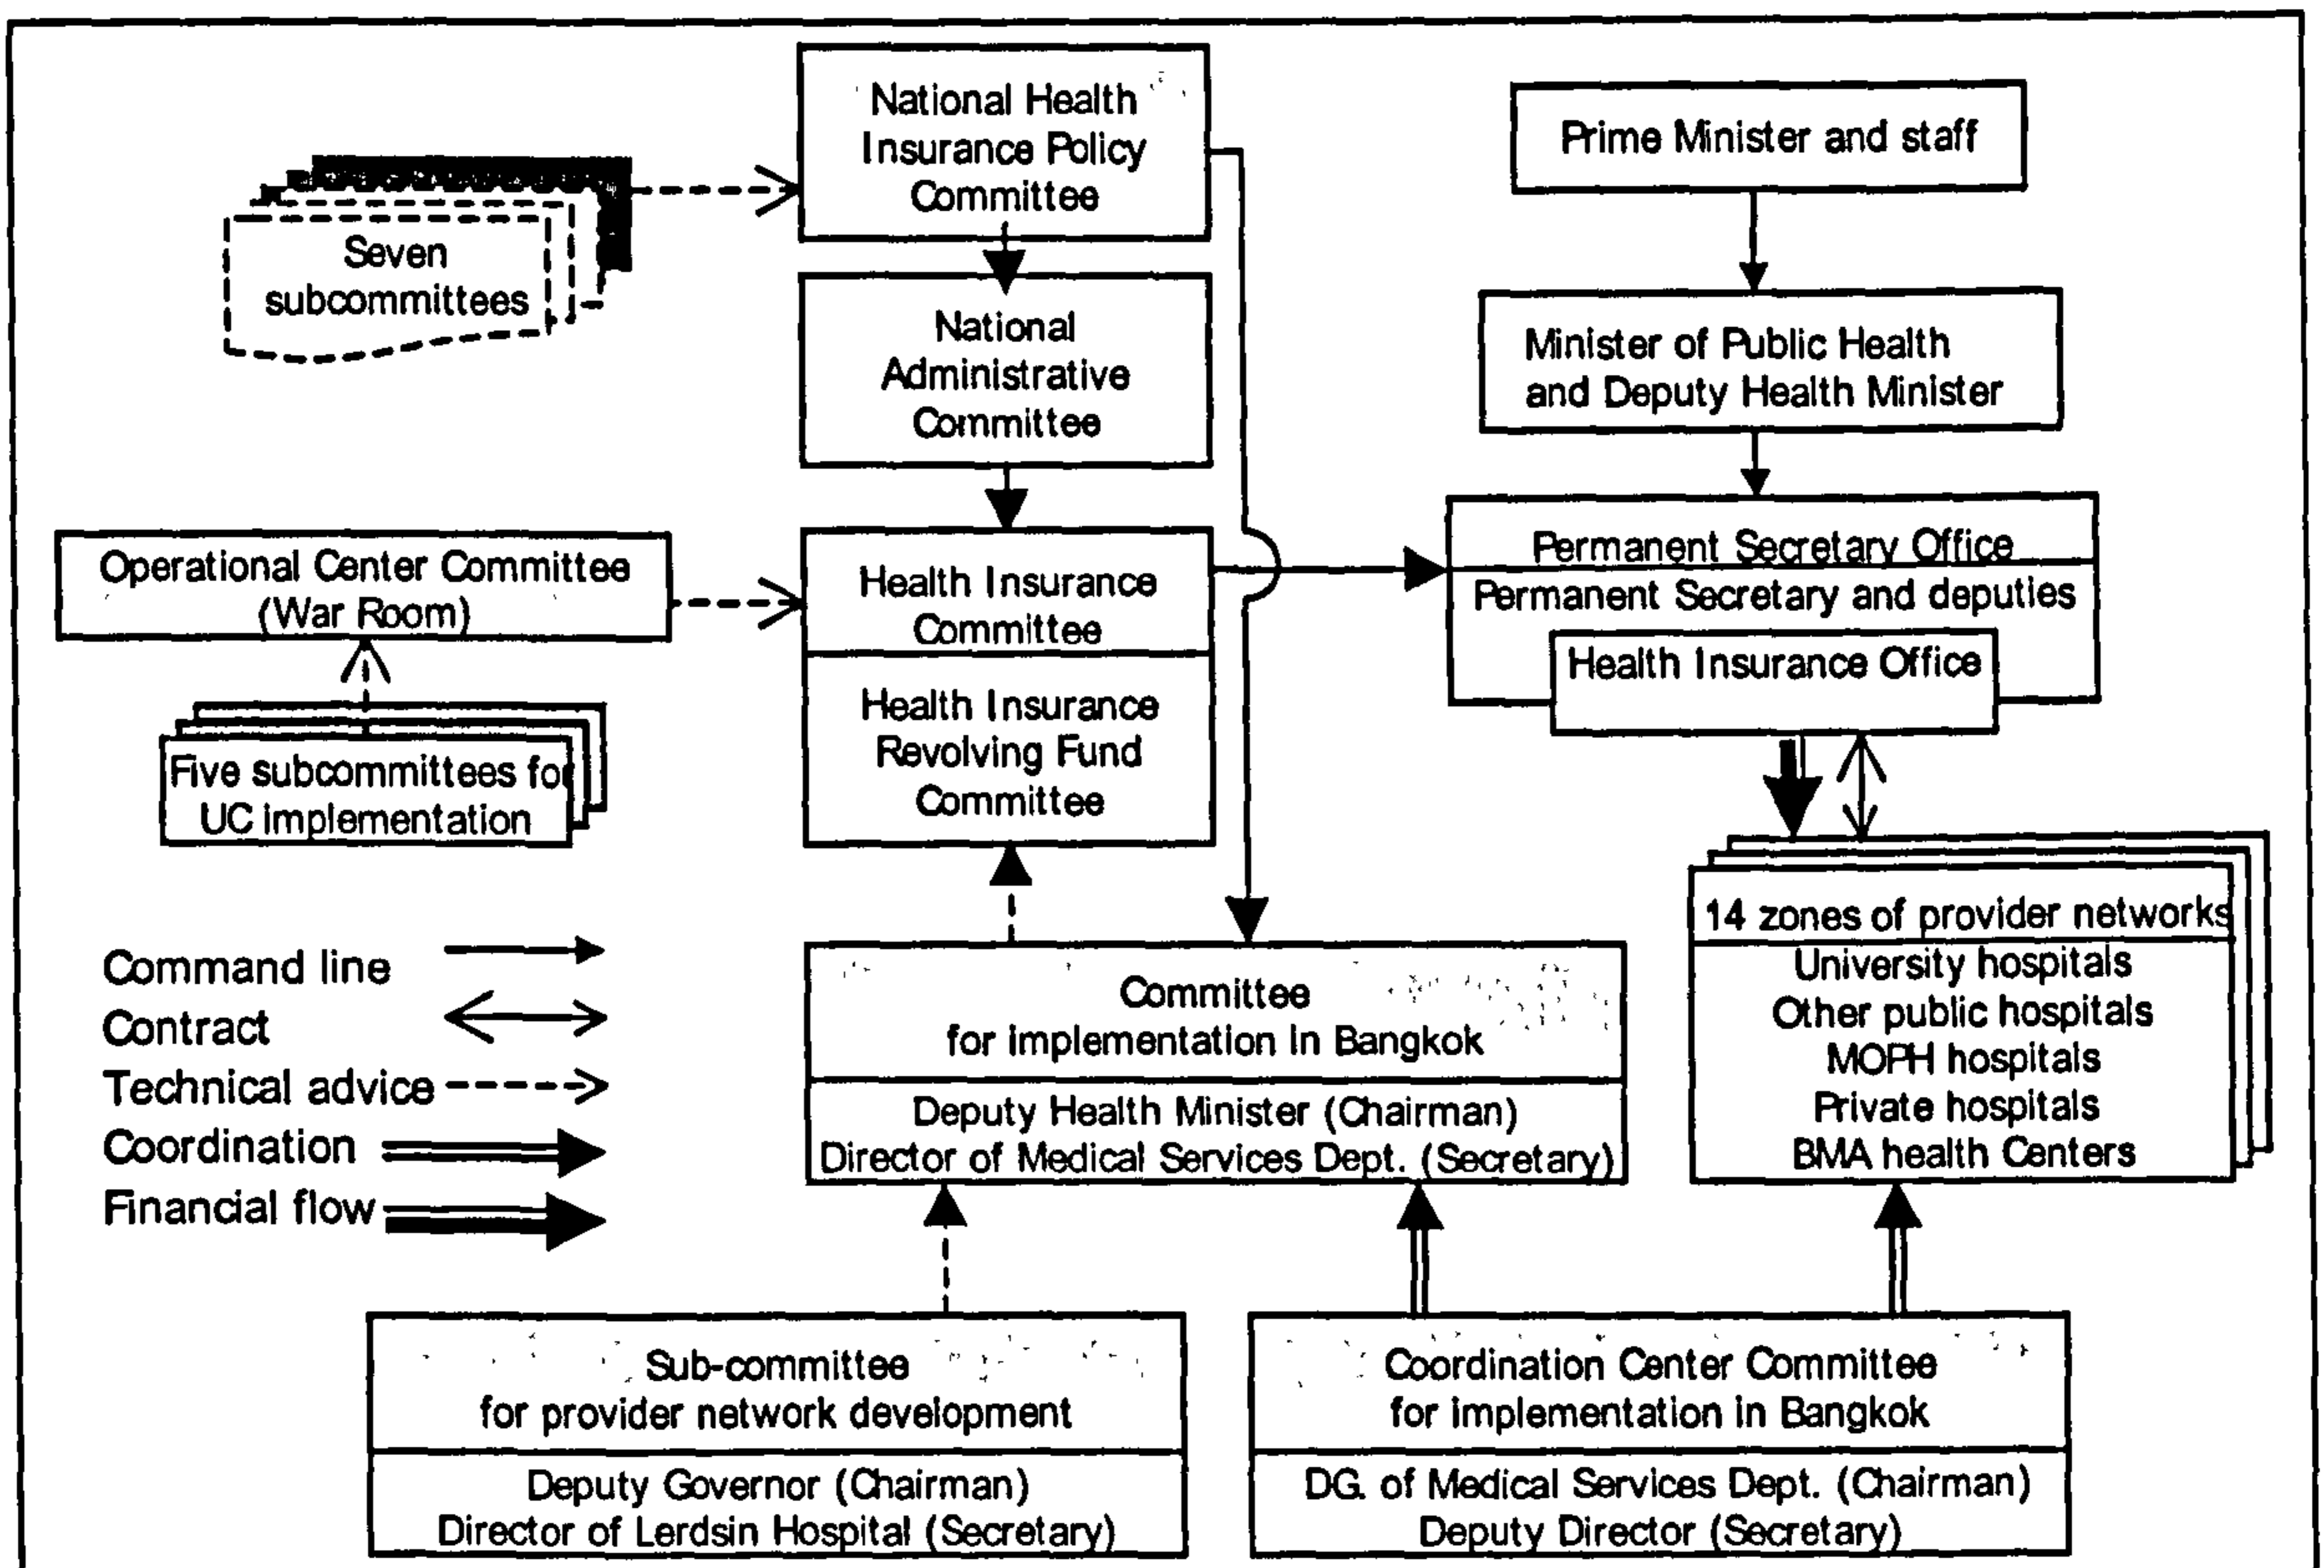 National Health
Insurance Policy
Committee
Prime Minister and staff
Seven
subcommittees
National
Administrative
Committee
Minister of Public Health
and Deputy Health Minister
Operational Center Committee
(War Room)
Health Insurance
Committee
Health Insurance
Revolving Fund
Committee
Permanent Secretary Office
Permanent Secretary and deputies
Health Insurance Office
Five subcommittees for
UC implementation
14 zones of provider networks
University hospitals
Other public hospitals
MOPH hospitals
Private hospitals
BMA health Centers
Command line
Contract
Technical advice
Coordination
Financial flow
Committee
for implementation in Bangkok
Deputy Health Minister (Chairman)
Director of Medical Services Dept. (Secretary)
Sub-committee
for provider network development
Deputy Governor (Chairman)
Director of Lerdsin Hospital (Secretary)
Coordination Center Committee
for implementation in Bangkok
DG. of Medical Services Dept. (Chairman)
Deputy Director (Secretary)